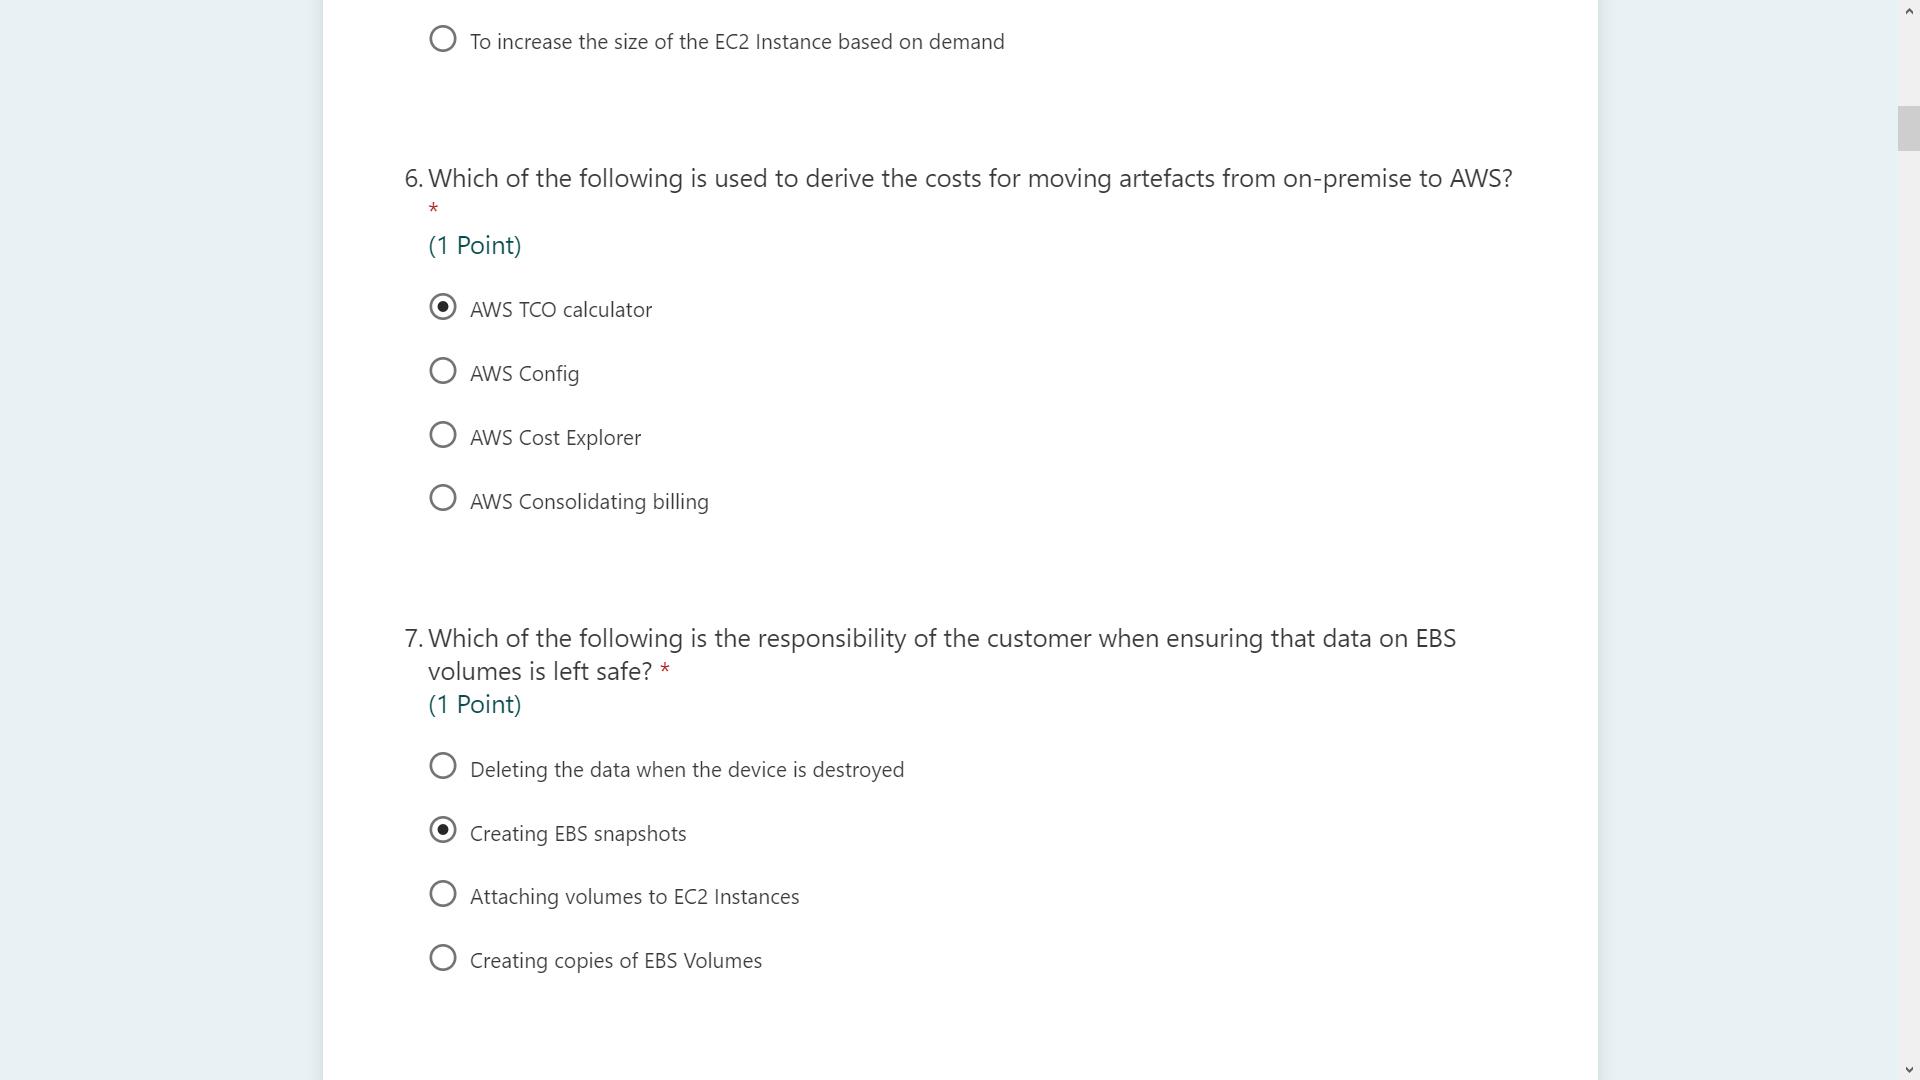 To increase the size of the EC2 Instance based on demand
6. Which of the following is used to derive the costs for moving artefacts from on-premise to AWS?
*
(1 Point)
AWS TCO calculator
AWS Config
AWS Cost Explorer
AWS Consolidating billing
7. Which of the following is the responsibility of the customer when ensuring that data on EBS
volumes is left safe? *
(1 Point)
Deleting the data when the device is destroyed
Creating EBS snapshots
Attaching volumes to EC2 Instances
Creating copies of EBS Volumes